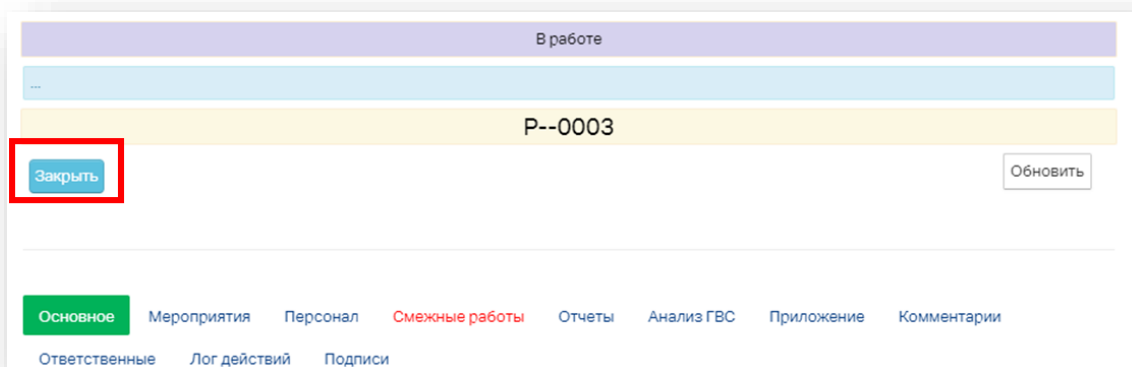 В работе
...
Р--0003
Закрыть
Обновить
Основное Мероприятия Персонал Смежные работы Отчеты Анализ ГВС Приложение Комментарии
Ответственные Лог действий Подписи